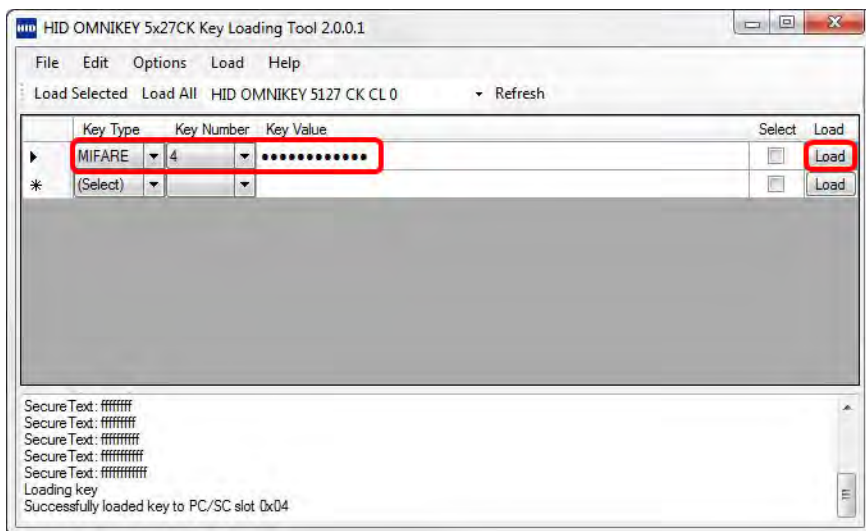 HID HID OMNIKEY 5x27CK Key Loading Tool 2.0.0.1
File Edit Options Load Help
Load Selected Load All HID OMNIKEY 5127 CK CL 0 Refresh
Key Type Key Number Key Value Select Load
MIFARE 4 •••••••••••• Load
(Select) Load
SecureText: ffffffff
SecureText: fffffffff
SecureText: ffffffffff
SecureText: fffffffffff
SecureText: ffffffffffff
Loading key
Successfully loaded key to PC/SC slot 0x04